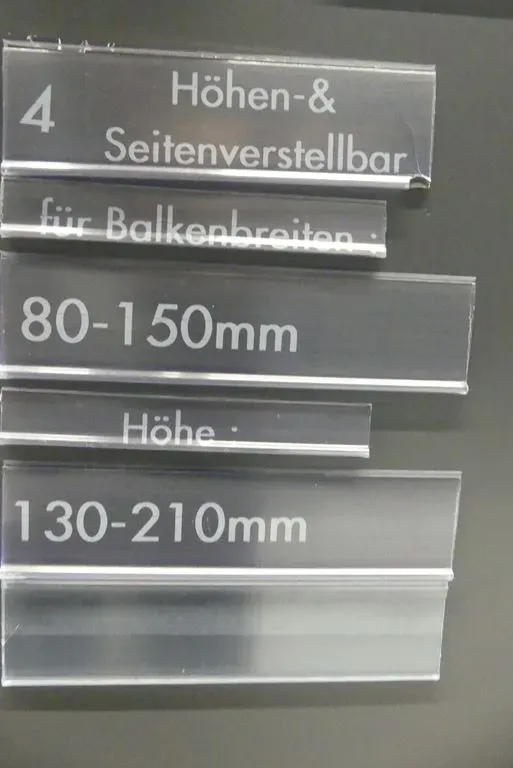 4 Höhen-&
Seitenverstellbar
für Balkenbreiten :
80-150mm
Höhe :
130-210mm